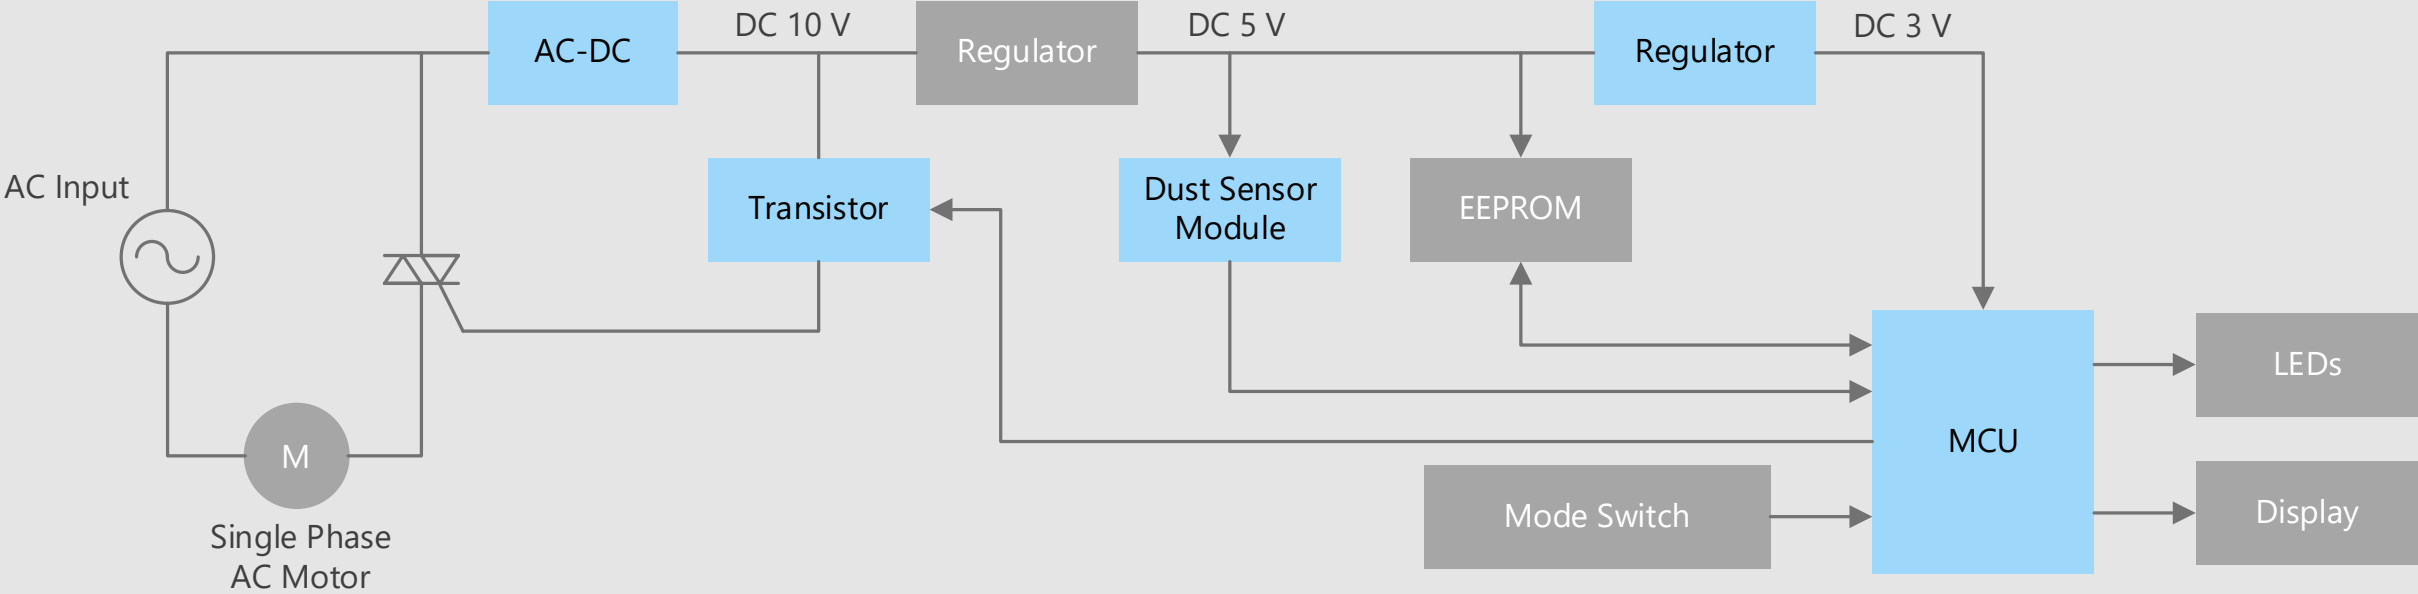 DC 10 V
DC 5 V
DC 3 V
AC-DC
Regulator
Regulator
AC Input
Transistor
Dust Sensor
Module
EEPROM
LEDs
MCU
M
Mode Switch
Display
Single Phase
AC Motor